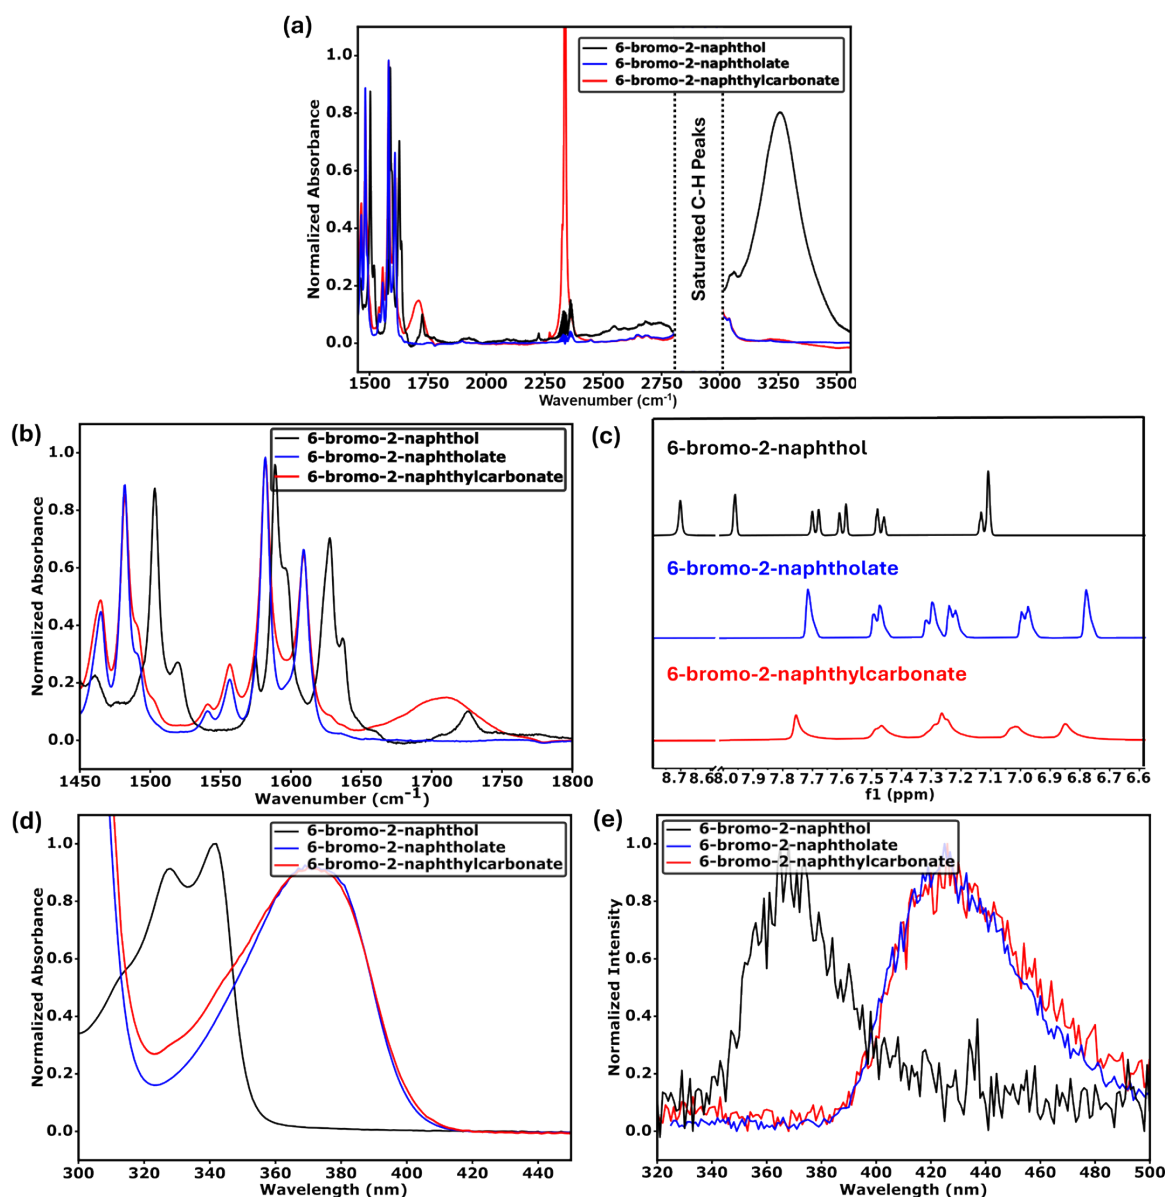 (a)
6-bromo-2-naphthol
6-bromo-2-naphtholate
6-bromo-2-naphthylcarbonate
Saturated C-H Peaks
Normalized Absorbance
1.0
0.8
0.6
0.4
0.2
0.0
1500 1750 2000 2250 2500 2750 3000 3250 3500
Wavenumber (cm-1)
(b)
6-bromo-2-naphthol
6-bromo-2-naphtholate
6-bromo-2-naphthylcarbonate
Normalized Absorbance
1.0
0.8
0.6
0.4
0.2
0.0
1450 1500 1550 1600 1650 1700 1750 1800
Wavenumber (cm-1)
(c)
6-bromo-2-naphthol
6-bromo-2-naphtholate
6-bromo-2-naphthylcarbonate
8.7 8.6 8.0 7.9 7.8 7.7 7.6 7.5 7.4 7.3 7.2 7.1 7.0 6.9 6.8 6.7 6.6
f1 (ppm)
(d)
6-bromo-2-naphthol
6-bromo-2-naphtholate
6-bromo-2-naphthylcarbonate
Normalized Absorbance
1.0
0.8
0.6
0.4
0.2
0.0
300 320 340 360 380 400 420 440
Wavelength (nm)
(e)
6-bromo-2-naphthol
6-bromo-2-naphtholate
6-bromo-2-naphthylcarbonate
Normalized Intensity
1.0
0.8
0.6
0.4
0.2
0.0
320 340 360 380 400 420 440 460 480 500
Wavelength (nm)